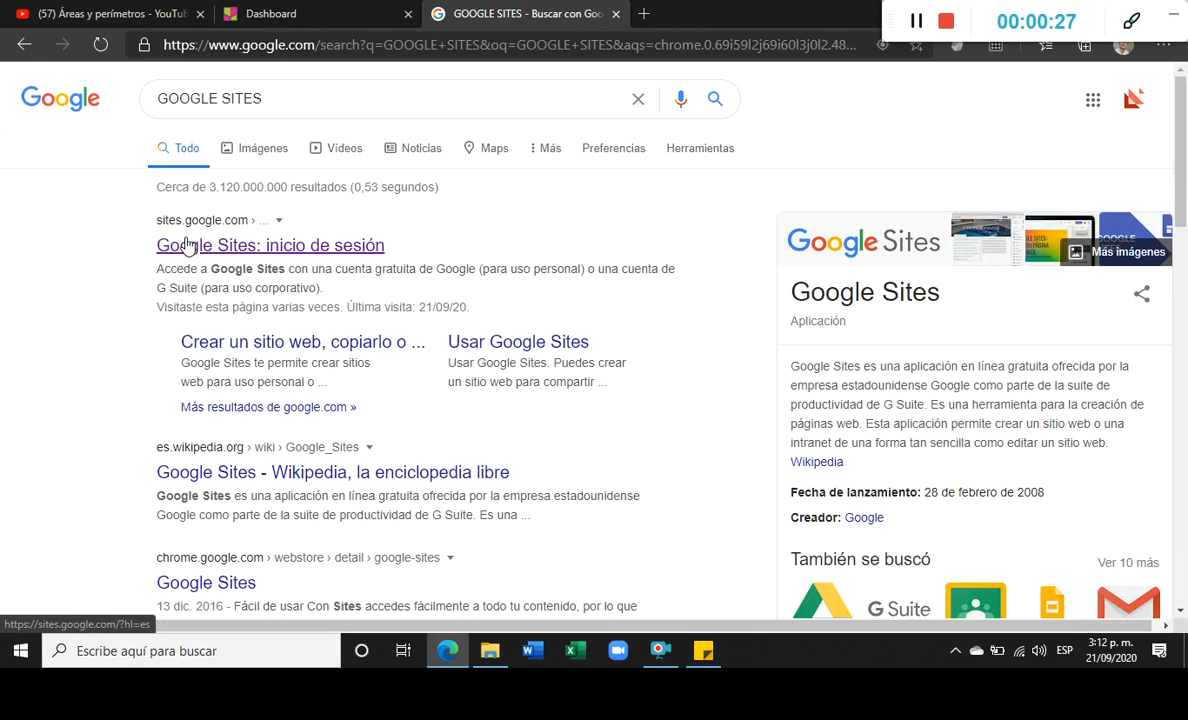 (57) Áreas y perímetros - YouTu
Dashboard
GOOGLE SITES - Buscar con Goo
00:00:27
https://www.google.com/search?q=GOOGLE+SITES&oq=GOOGLE+SITES&aqs=chrome.0.69i59l2j69i60l3j0l2.48...
Google
GOOGLE SITES
Todo
Imágenes
Vídeos
Noticias
Maps
Más
Preferencias
Herramientas
Cerca de 3.120.000.000 resultados (0,53 segundos)
sites.google.com › ...
Google Sites: inicio de sesión
Accede a Google Sites con una cuenta gratuita de Google (para uso personal) o una cuenta de
G Suite (para uso corporativo).
Visitaste esta página varias veces. Última visita: 21/09/20.
Crear un sitio web, copiarlo o ...
Google Sites te permite crear sitios
web para uso personal o ...
Usar Google Sites
Usar Google Sites. Puedes crear
un sitio web para compartir ...
Más resultados de google.com »
es.wikipedia.org › wiki › Google_Sites
Google Sites - Wikipedia, la enciclopedia libre
Google Sites es una aplicación en línea gratuita ofrecida por la empresa estadounidense
Google como parte de la suite de productividad de G Suite. Es una ...
chrome.google.com › webstore › detail › google-sites
Google Sites
13 dic. 2016 - Fácil de usar Con Sites accedes fácilmente a todo tu contenido, por lo que
Google Sites
Más imágenes
Google Sites
Aplicación
Google Sites es una aplicación en línea gratuita ofrecida por la
empresa estadounidense Google como parte de la suite de
productividad de G Suite. Es una herramienta para la creación de
páginas web. Esta aplicación permite crear un sitio web o una
intranet de una forma tan sencilla como editar un sitio web.
Wikipedia
Fecha de lanzamiento: 28 de febrero de 2008
Creador: Google
También se buscó
Ver 10 más
G Suite
https://sites.google.com/?hl=es
Escribe aquí para buscar
ESP
3:12 p. m.
21/09/2020